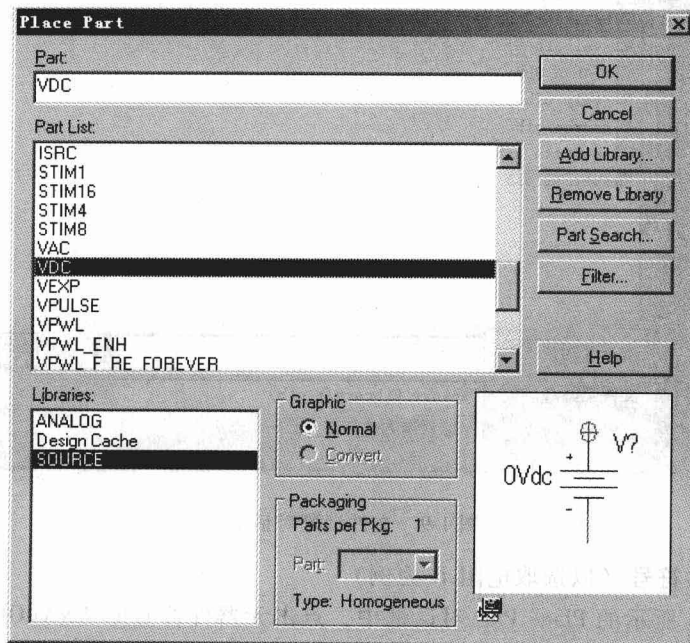 Place Part
Part:
VDC
OK
Cancel
Part List:
ISRC
STIM1
STIM16
STIM4
STIM8
VAC
VDC
VEXP
VPULSE
VPWL
VPWL_ENH
VPWL_F_RE_FOREVER
Add Library...
Remove Library
Part Search...
Filter...
Help
Libraries:
ANALOG
Design Cache
SOURCE
Graphic
Normal
Convert
Packaging
Parts per Pkg: 1
Part:
Type: Homogeneous
V?
0Vdc
+
-